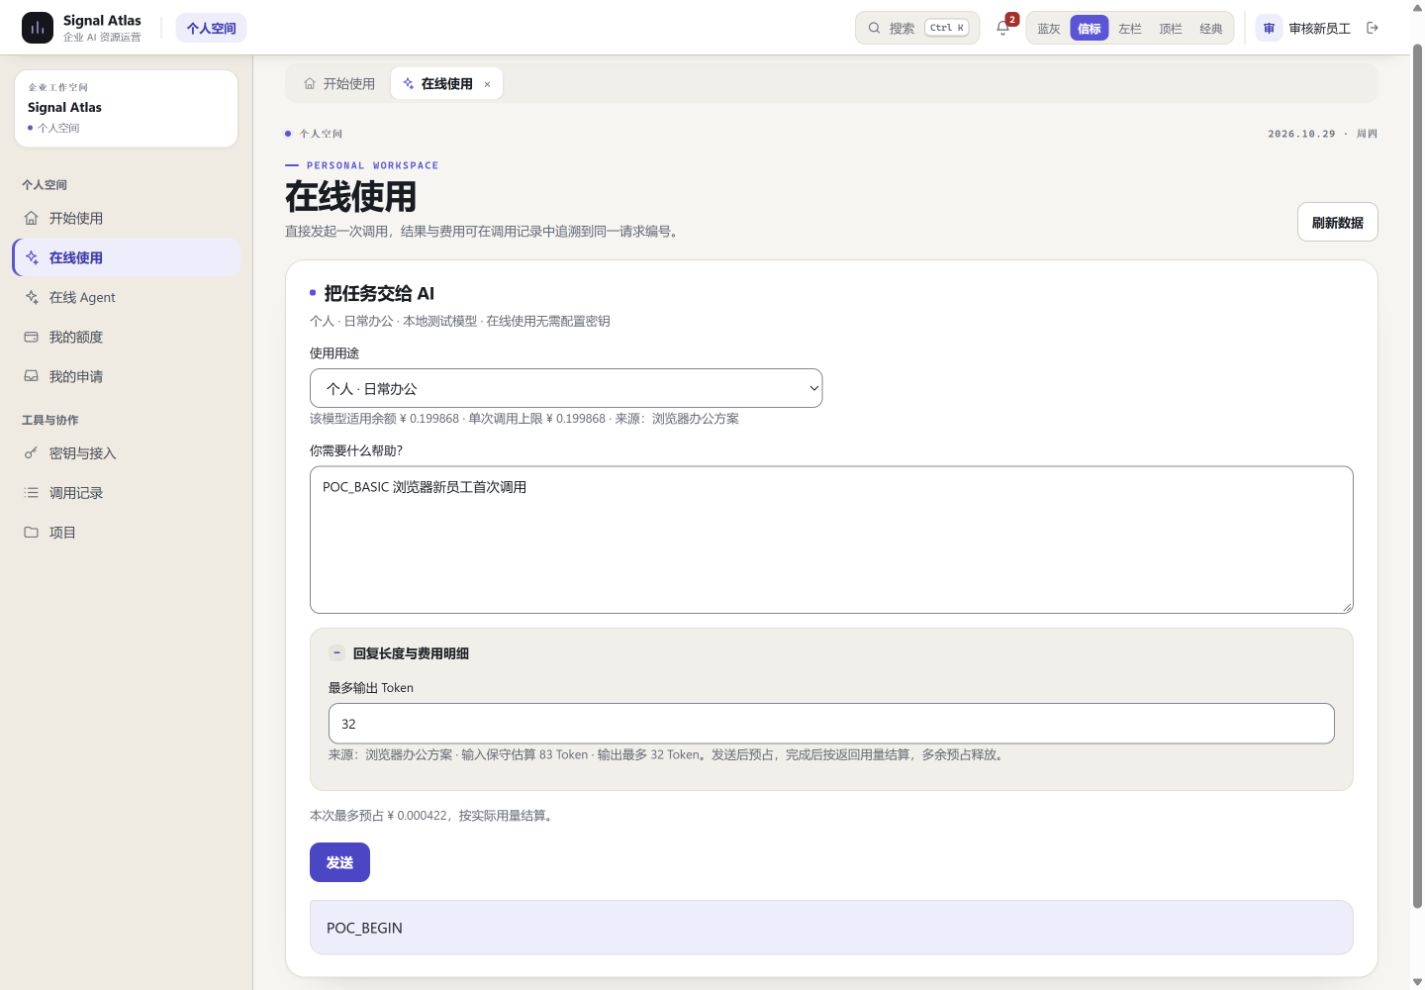 Signal Atlas
企业 AI 资源运营
个人空间
搜索 Ctrl K
2
蓝灰 信标 左栏 顶栏 经典
审 审核新员工
企业工作空间
Signal Atlas
个人空间
个人空间
开始使用
在线使用
在线 Agent
我的额度
我的申请
工具与协作
密钥与接入
调用记录
项目
开始使用 在线使用 ×
个人空间
2026.10.29 · 周四
PERSONAL WORKSPACE
在线使用
直接发起一次调用，结果与费用可在调用记录中追溯到同一请求编号。
刷新数据
把任务交给 AI
个人 · 日常办公 · 本地测试模型 · 在线使用无需配置密钥
使用用途
个人 · 日常办公
该模型适用余额 ¥ 0.199868 · 单次调用上限 ¥ 0.199868 · 来源：浏览器办公方案
你需要什么帮助？
POC_BASIC 浏览器新员工首次调用
− 回复长度与费用明细
最多输出 Token
32
来源：浏览器办公方案 · 输入保守估算 83 Token · 输出最多 32 Token。发送后预占，完成后按返回用量结算，多余预占释放。
本次最多预占 ¥ 0.000422，按实际用量结算。
发送
POC_BEGIN